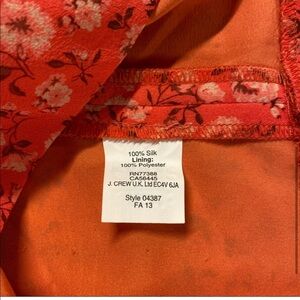 100% Silk
Lining:
100% Polyester
RN77388
CA56445
J. CREW U.K. Ltd EC4V 6JA
Style 04387
FA 13